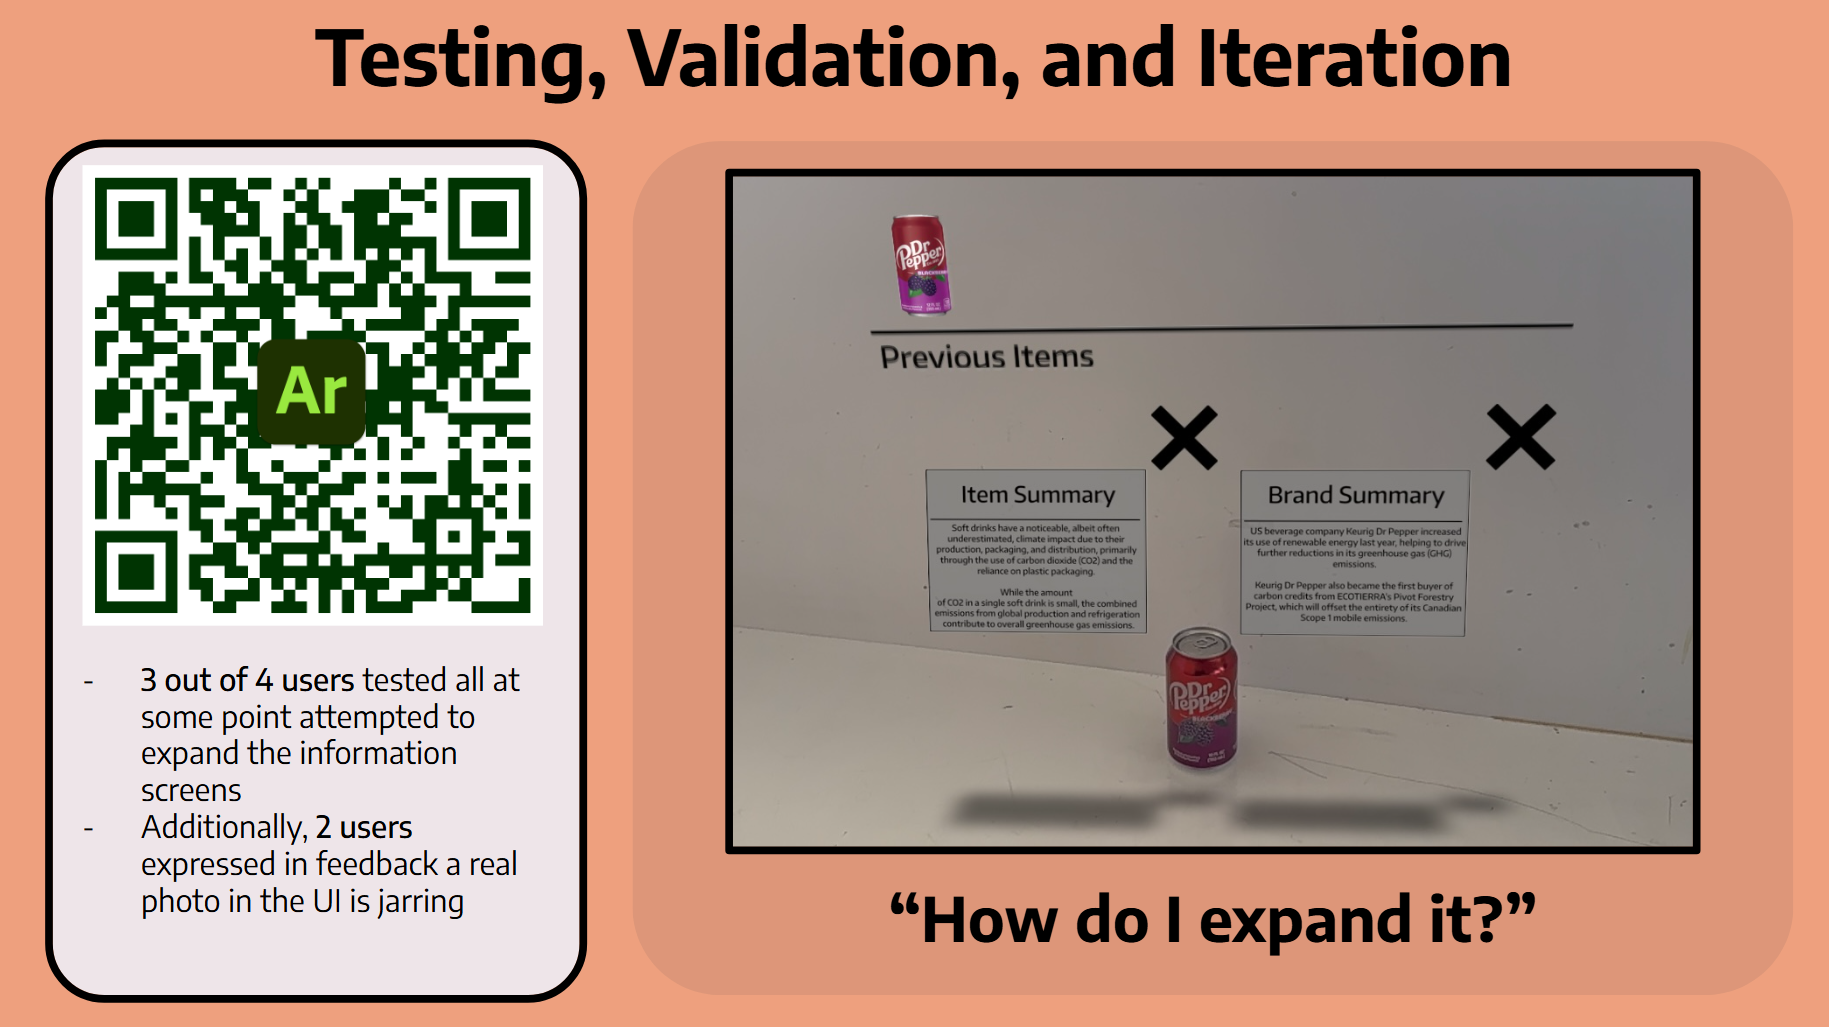 Testing, Validation, and Iteration
Ar
- 3 out of 4 users tested all at
some point attempted to
expand the information
screens
- Additionally, 2 users
expressed in feedback a real
photo in the UI is jarring
Dr
Pepper
BLACKBERRY
Previous Items
Item Summary
Soft drinks have a noticeable, albeit often
underestimated, climate impact due to their
production, packaging, and distribution, primarily
through the use of carbon dioxide (CO2) and the
reliance on plastic packaging.
While the amount
of CO2 in a single soft drink is small, the combined
emissions from global production and refrigeration
contribute to overall greenhouse gas emissions.
Brand Summary
US beverage company Keurig Dr Pepper increased
its use of renewable energy last year, helping to drive
further reductions in its greenhouse gas (GHG)
emissions.
Keurig Dr Pepper also became the first buyer of
carbon credits from ECOTIERRA's Pivot Forestry
Project, which will offset the entirety of its Canadian
Scope 1 mobile emissions.
Dr
Pepper
BLACKBERRY
“How do I expand it?”